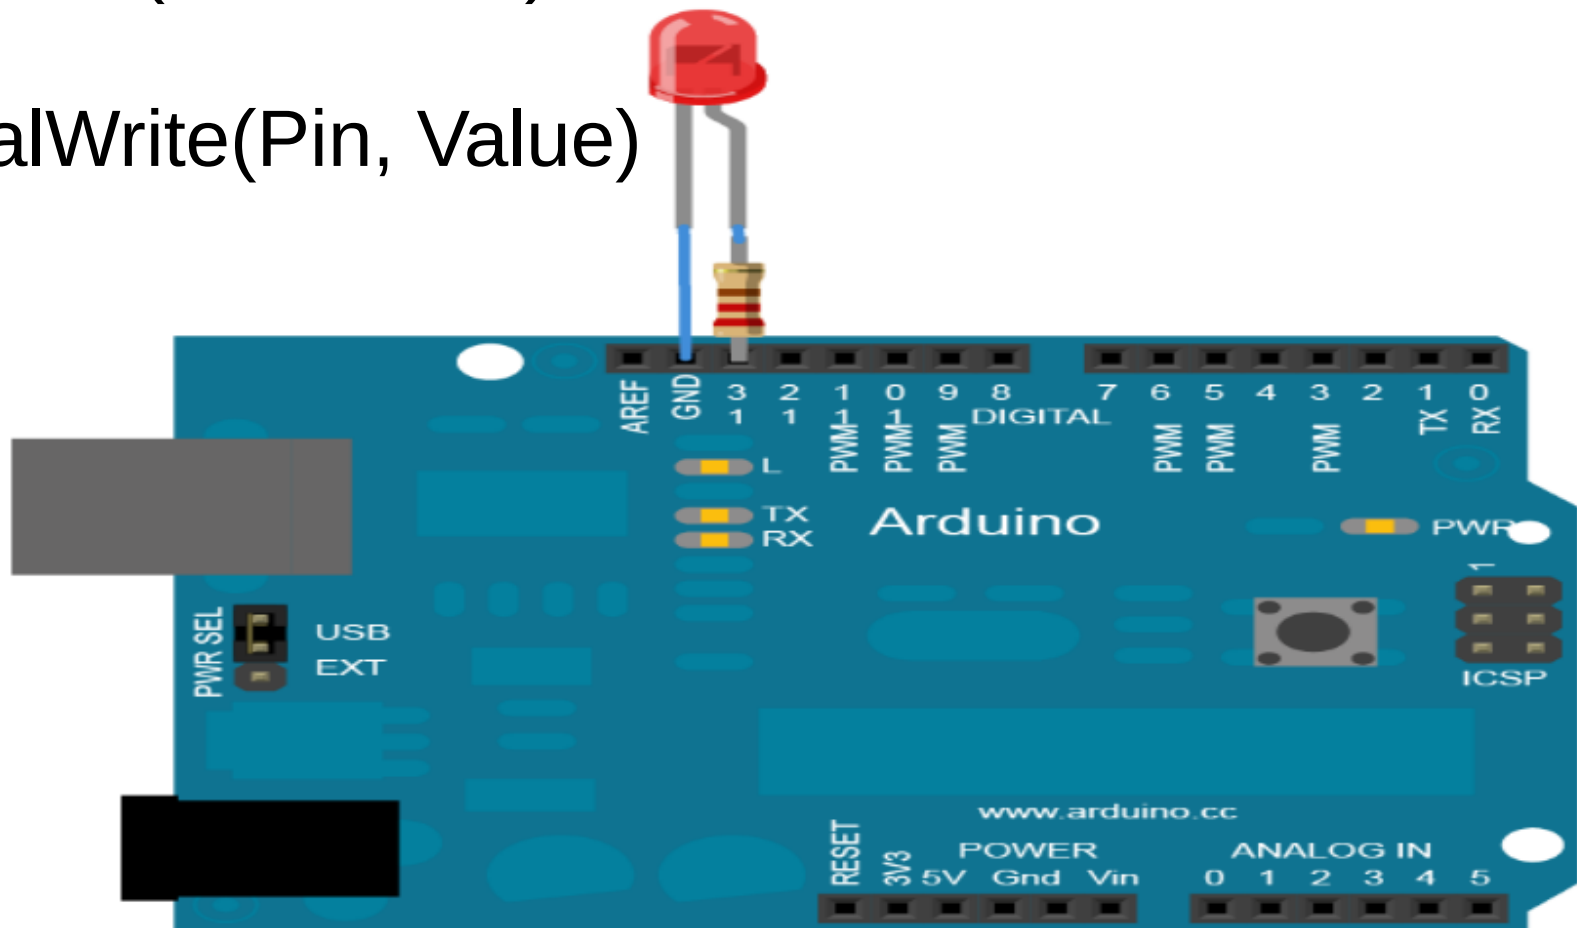 alWrite(Pin, Value)
AREF GND 3 2 1 0 9 8 7 6 5 4 3 2 1 0
1 1 1 1 DIGITAL TX RX
PWM PWM PWM PWM PWM PWM
L
TX
RX
Arduino
PWR
1
PWR SEL
USB
EXT
ICSP
www.arduino.cc
RESET 3V3 5V Gnd Vin
POWER
ANALOG IN
0 1 2 3 4 5